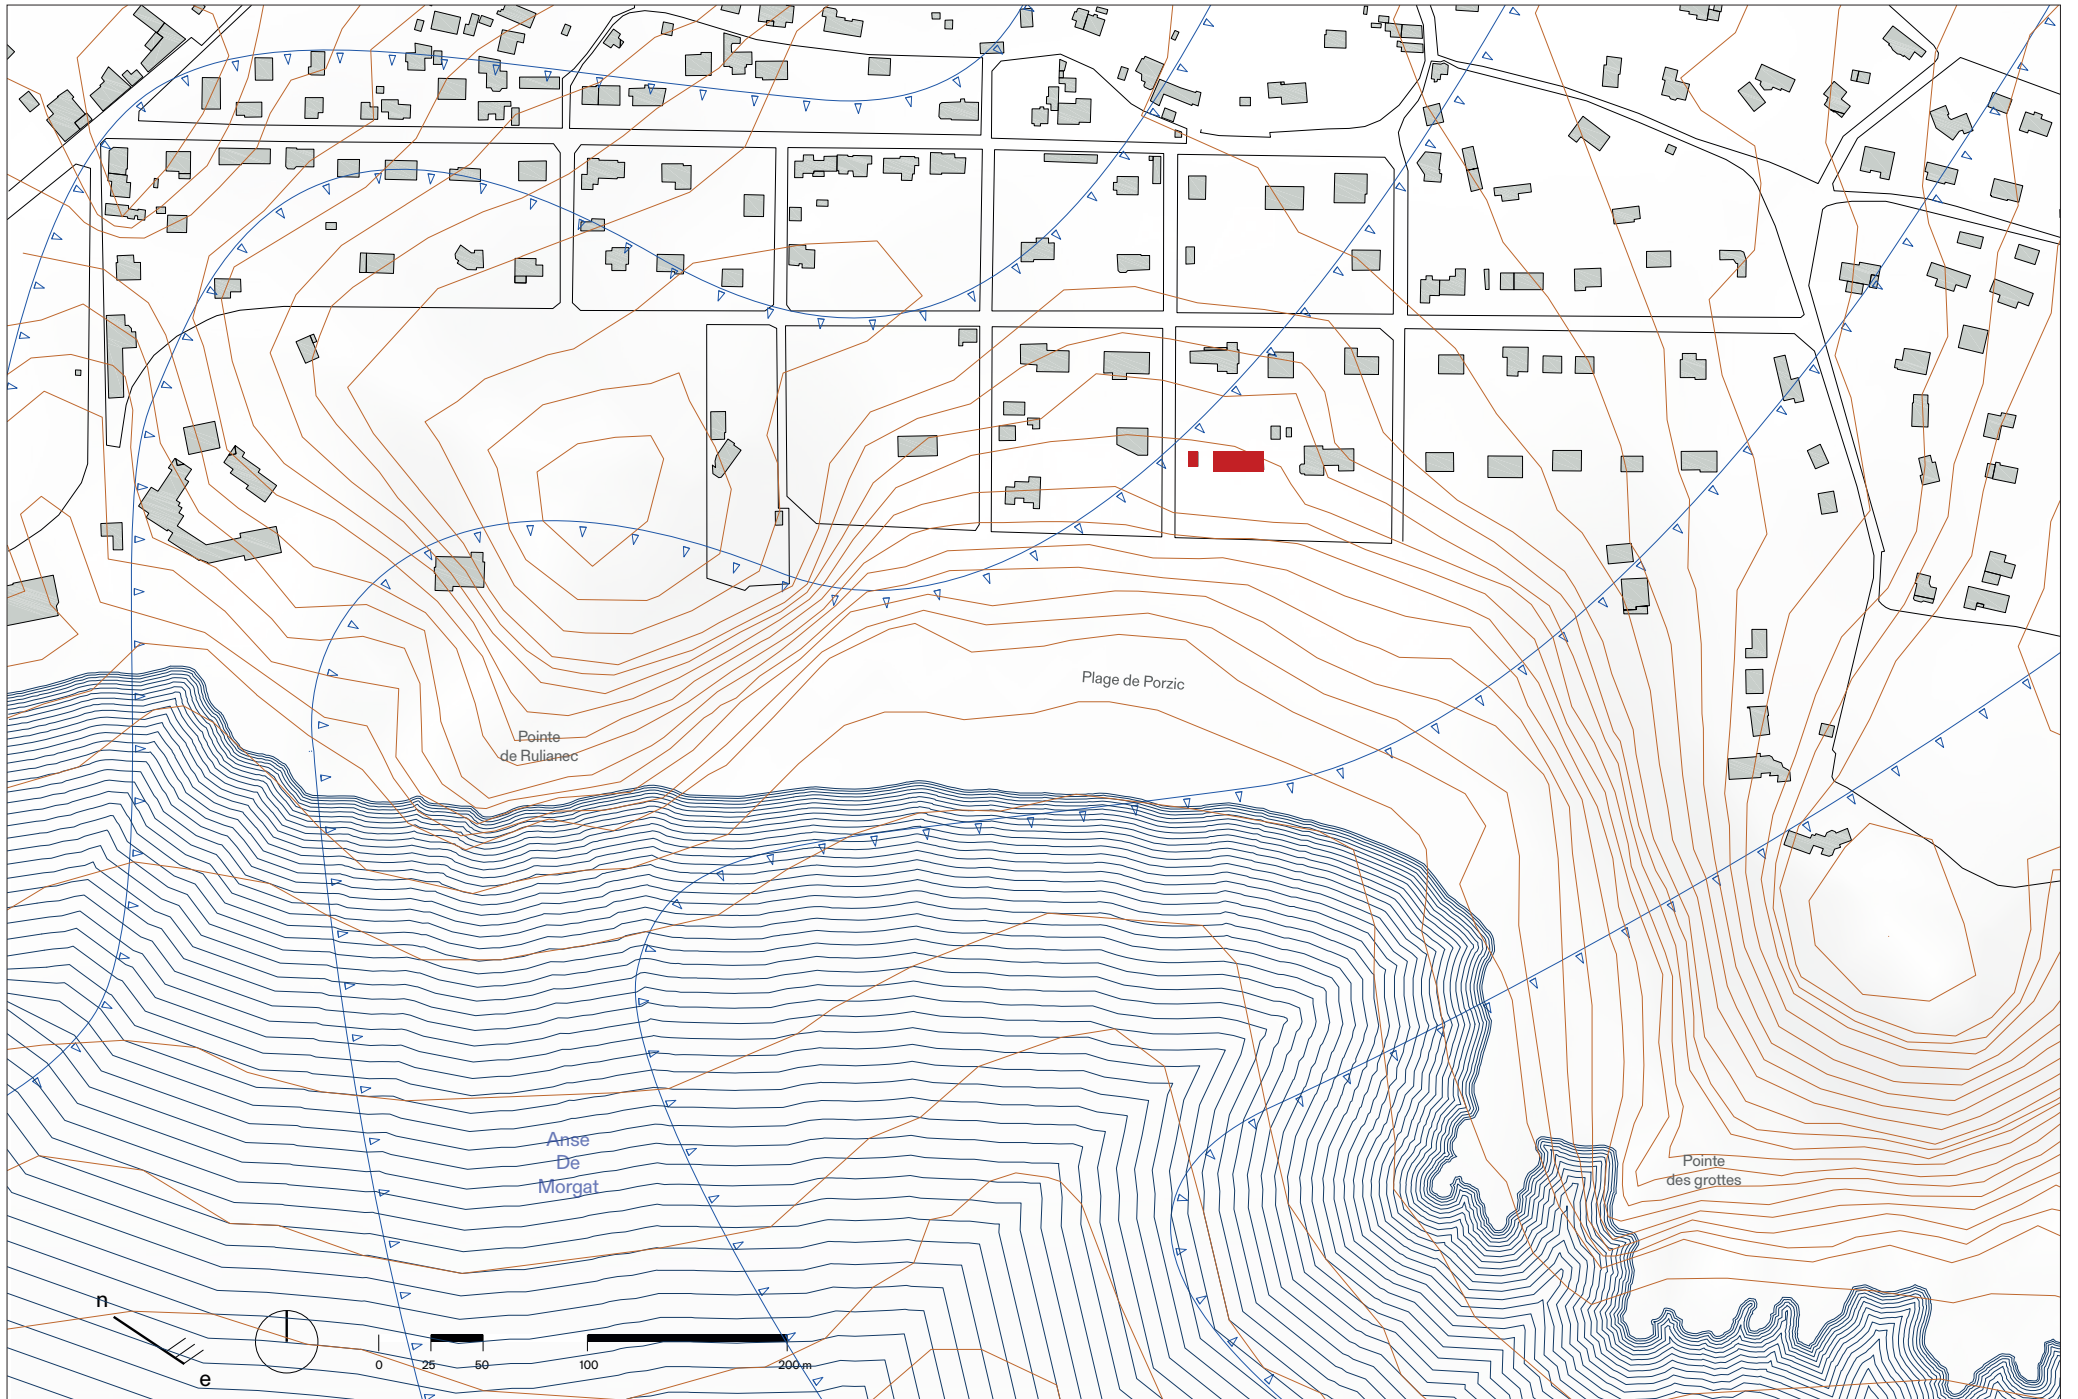 Plage de Porzic
Pointe
de Rulianec
Anse
De
Morgat
Pointe
des grottes
n
e
0 25 50 100 200 m